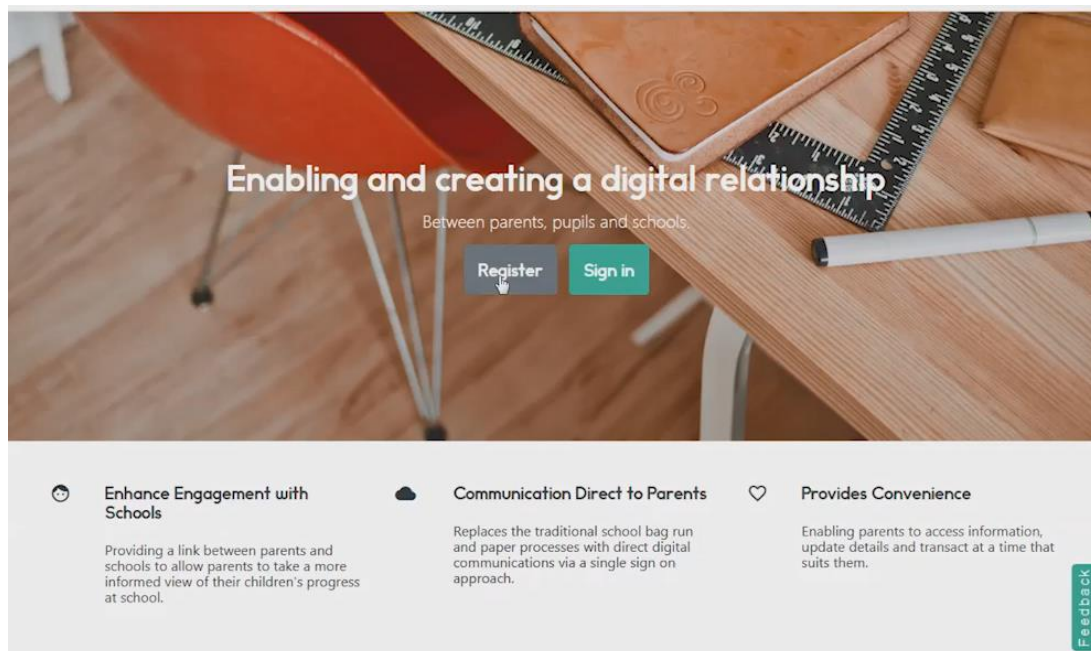 Enabling and creating a digital relationship
Between parents, pupils and schools.
Register
Sign in
Enhance Engagement with
Schools
Providing a link between parents and
schools to allow parents to take a more
informed view of their children's progress
at school.
Communication Direct to Parents
Replaces the traditional school bag run
and paper processes with direct digital
communications via a single sign on
approach.
Provides Convenience
Enabling parents to access information,
update details and transact at a time that
suits them.
Feedback